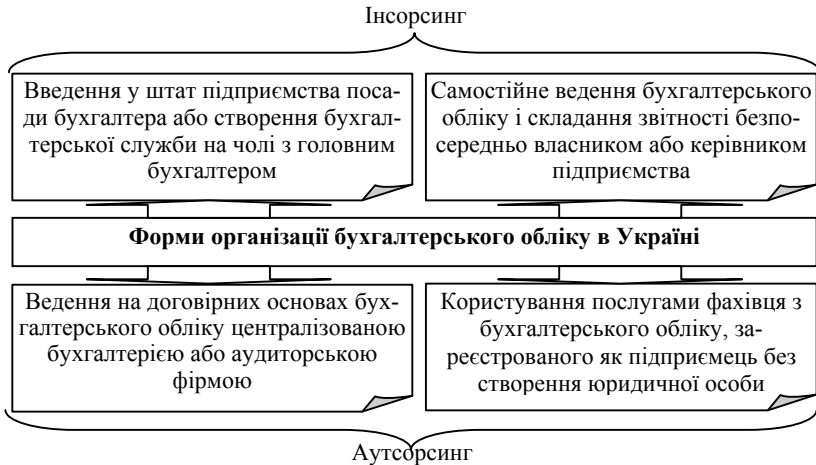 Інсорсинг
Введення у штат підприємства поса-
ди бухгалтера або створення бухгал-
терської служби на чолі з головним
бухгалтером
Самостійне ведення бухгалтерського
обліку і складання звітності безпо-
середньо власником або керівником
підприємства
Форми організації бухгалтерського обліку в Україні
Ведення на договірних основах бух-
галтерського обліку централізованою
бухгалтерією або аудиторською
фірмою
Користування послугами фахівця з
бухгалтерського обліку, за-
реєстрованого як підприємець без
створення юридичної особи
Аутсорсинг